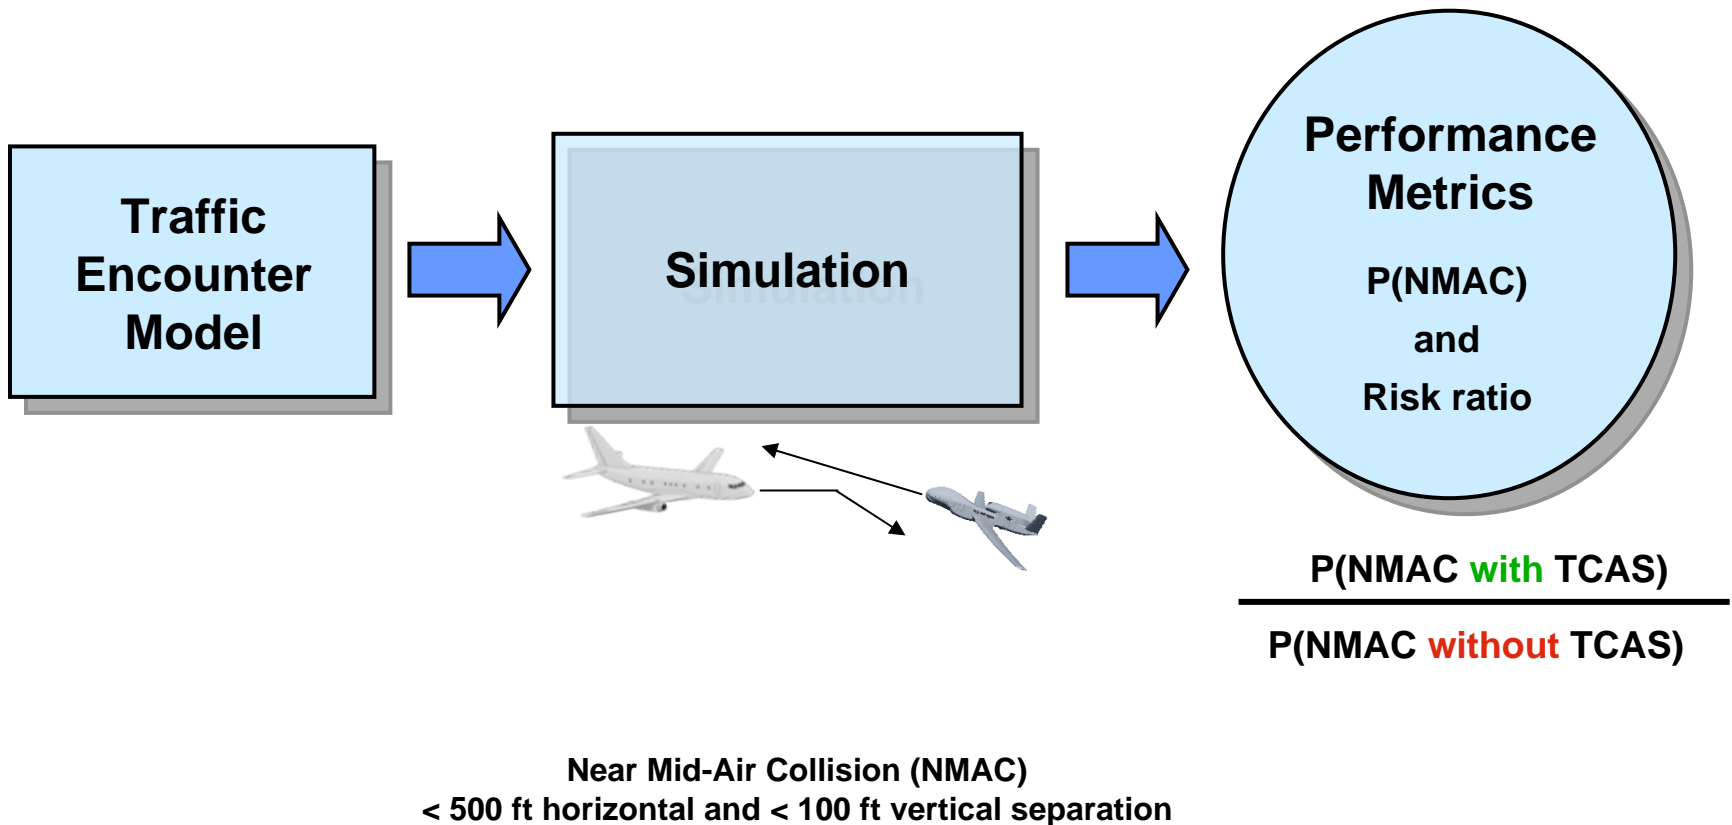 Traffic
Encounter
Model
Simulation
Performance
Metrics
P(NMAC)
and
Risk ratio
P(NMAC with TCAS)
P(NMAC without TCAS)
Near Mid-Air Collision (NMAC)
< 500 ft horizontal and < 100 ft vertical separation